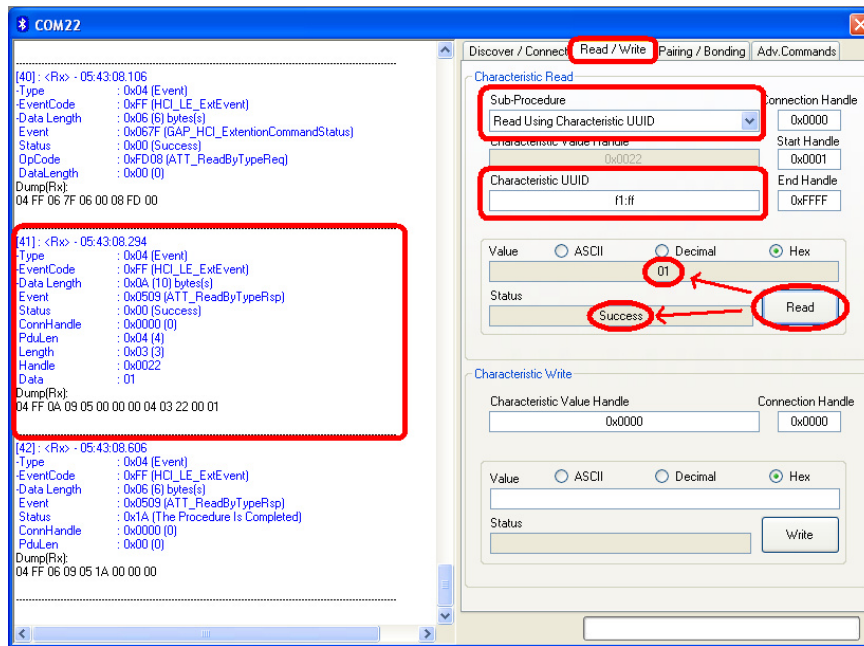 COM22
[40] : <Rx> - 05:43:08.106
-Type : 0x04 (Event)
-EventCode : 0xFF (HCI_LE_ExtEvent)
-Data Length : 0x06 (6) bytes(s)
Event : 0x067F (GAP_HCI_ExtentionCommandStatus)
Status : 0x00 (Success)
OpCode : 0xFD08 (ATT_ReadByTypeReq)
DataLength : 0x00 (0)
Dump(Rx):
04 FF 06 7F 06 00 08 FD 00
[41] : <Rx> - 05:43:08.294
-Type : 0x04 (Event)
-EventCode : 0xFF (HCI_LE_ExtEvent)
-Data Length : 0x0A (10) bytes(s)
Event : 0x0509 (ATT_ReadByTypeRsp)
Status : 0x00 (Success)
ConnHandle : 0x0000 (0)
PduLen : 0x04 (4)
Length : 0x03 (3)
Handle : 0x0022
Data : 01
Dump(Rx):
04 FF 0A 09 05 00 00 00 04 03 22 00 01
[42] : <Rx> - 05:43:08.606
-Type : 0x04 (Event)
-EventCode : 0xFF (HCI_LE_ExtEvent)
-Data Length : 0x06 (6) bytes(s)
Event : 0x0509 (ATT_ReadByTypeRsp)
Status : 0x1A (The Procedure Is Completed)
ConnHandle : 0x0000 (0)
PduLen : 0x00 (0)
Dump(Rx):
04 FF 06 09 05 1A 00 00 00
Discover / Connect Read / Write Pairing / Bonding Adv.Commands
Characteristic Read
Sub-Procedure Connection Handle
Read Using Characteristic UUID 0x0000
Characteristic Value Handle Start Handle
0x0022 0x0001
Characteristic UUID End Handle
f1:ff 0xFFFF
Value ASCII Decimal Hex
01
Status
Success Read
Characteristic Write
Characteristic Value Handle Connection Handle
0x0000 0x0000
Value ASCII Decimal Hex
Status
Write